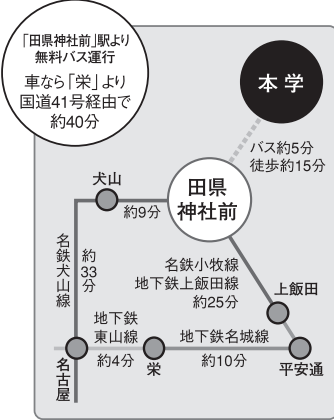 「田県神社前」駅より
無料バス運行
車なら「栄」より
国道41号経由で
約40分
本学
バス約5分
徒歩約15分
犬山
田県
神社前
約9分
名鉄犬山線
約33分
名鉄小牧線
地下鉄上飯田線
約25分
上飯田
地下鉄
東山線
地下鉄名城線
名古屋
約4分
栄
約10分
平安通